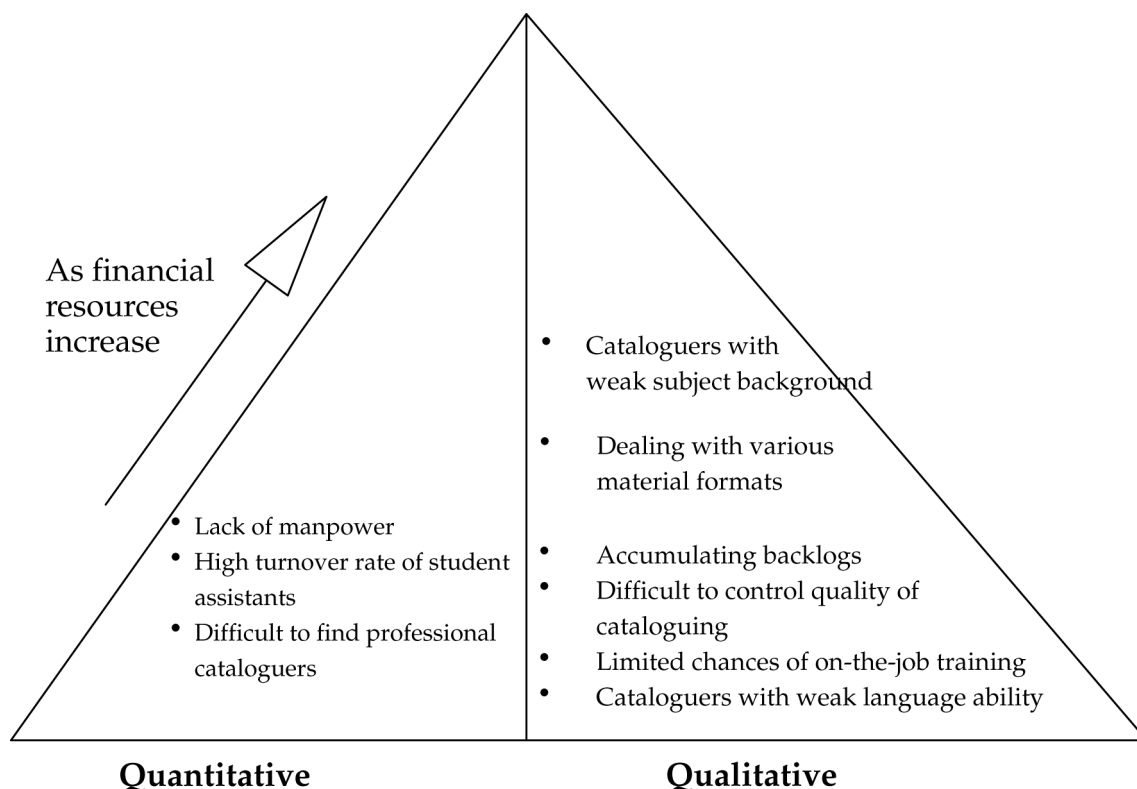 As financial
resources
increase
• Cataloguers with
weak subject background
• Dealing with various
material formats
• Lack of manpower
• High turnover rate of student
assistants
• Difficult to find professional
cataloguers
• Accumulating backlogs
• Difficult to control quality of
cataloguing
• Limited chances of on-the-job training
• Cataloguers with weak language ability
Quantitative
Qualitative